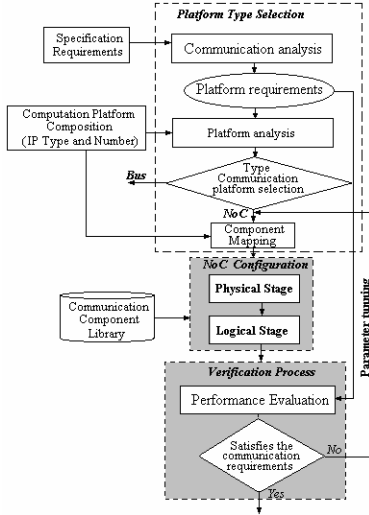 Platform Type Selection
Specification
Requirements
Communication analysis
Platform requirements
Computation Platform
Composition
(IP Type and Number)
Platform analysis
Type
Communication
platform selection
Bus
NoC
Component
Mapping
NoC Configuration
Physical Stage
Communication
Component
Library
Logical Stage
Parameter tunning
Verification Process
Performance Evaluation
Satisfies the
communication
requirements
No
Yes